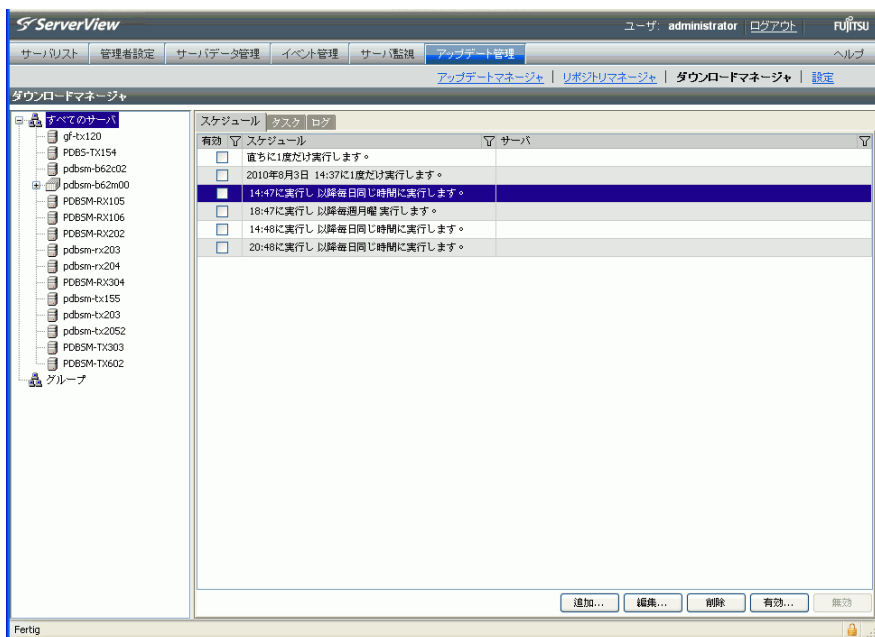 ServerView
ユーザ: administrator ログアウト FUJITSU
サーバリスト 管理者設定 サーバデータ管理 イベント管理 サーバ監視 アップデート管理 ヘルプ
アップデートマネージャ | リポジトリマネージャ | ダウンロードマネージャ | 設定
ダウンロードマネージャ
すべてのサーバ
gf-tx120
PDBS-TX154
pdbsm-b62c02
pdbsm-b62m00
PDBSM-RX105
PDBSM-RX106
PDBSM-RX202
pdbsm-rx203
pdbsm-rx204
PDBSM-RX304
pdbsm-tx155
pdbsm-tx203
pdbsm-tx2052
PDBSM-TX303
PDBSM-TX602
グループ
スケジュール タスク ログ
有効 スケジュール サーバ
直ちに1度だけ実行します。
2010年8月3日 14:37に1度だけ実行します。
14:47に実行し 以降毎日同じ時間に実行します。
18:47に実行し 以降毎週月曜 実行します。
14:48に実行し 以降毎日同じ時間に実行します。
20:48に実行し 以降毎日同じ時間に実行します。
追加... 編集... 削除 有効... 無効
Fertig